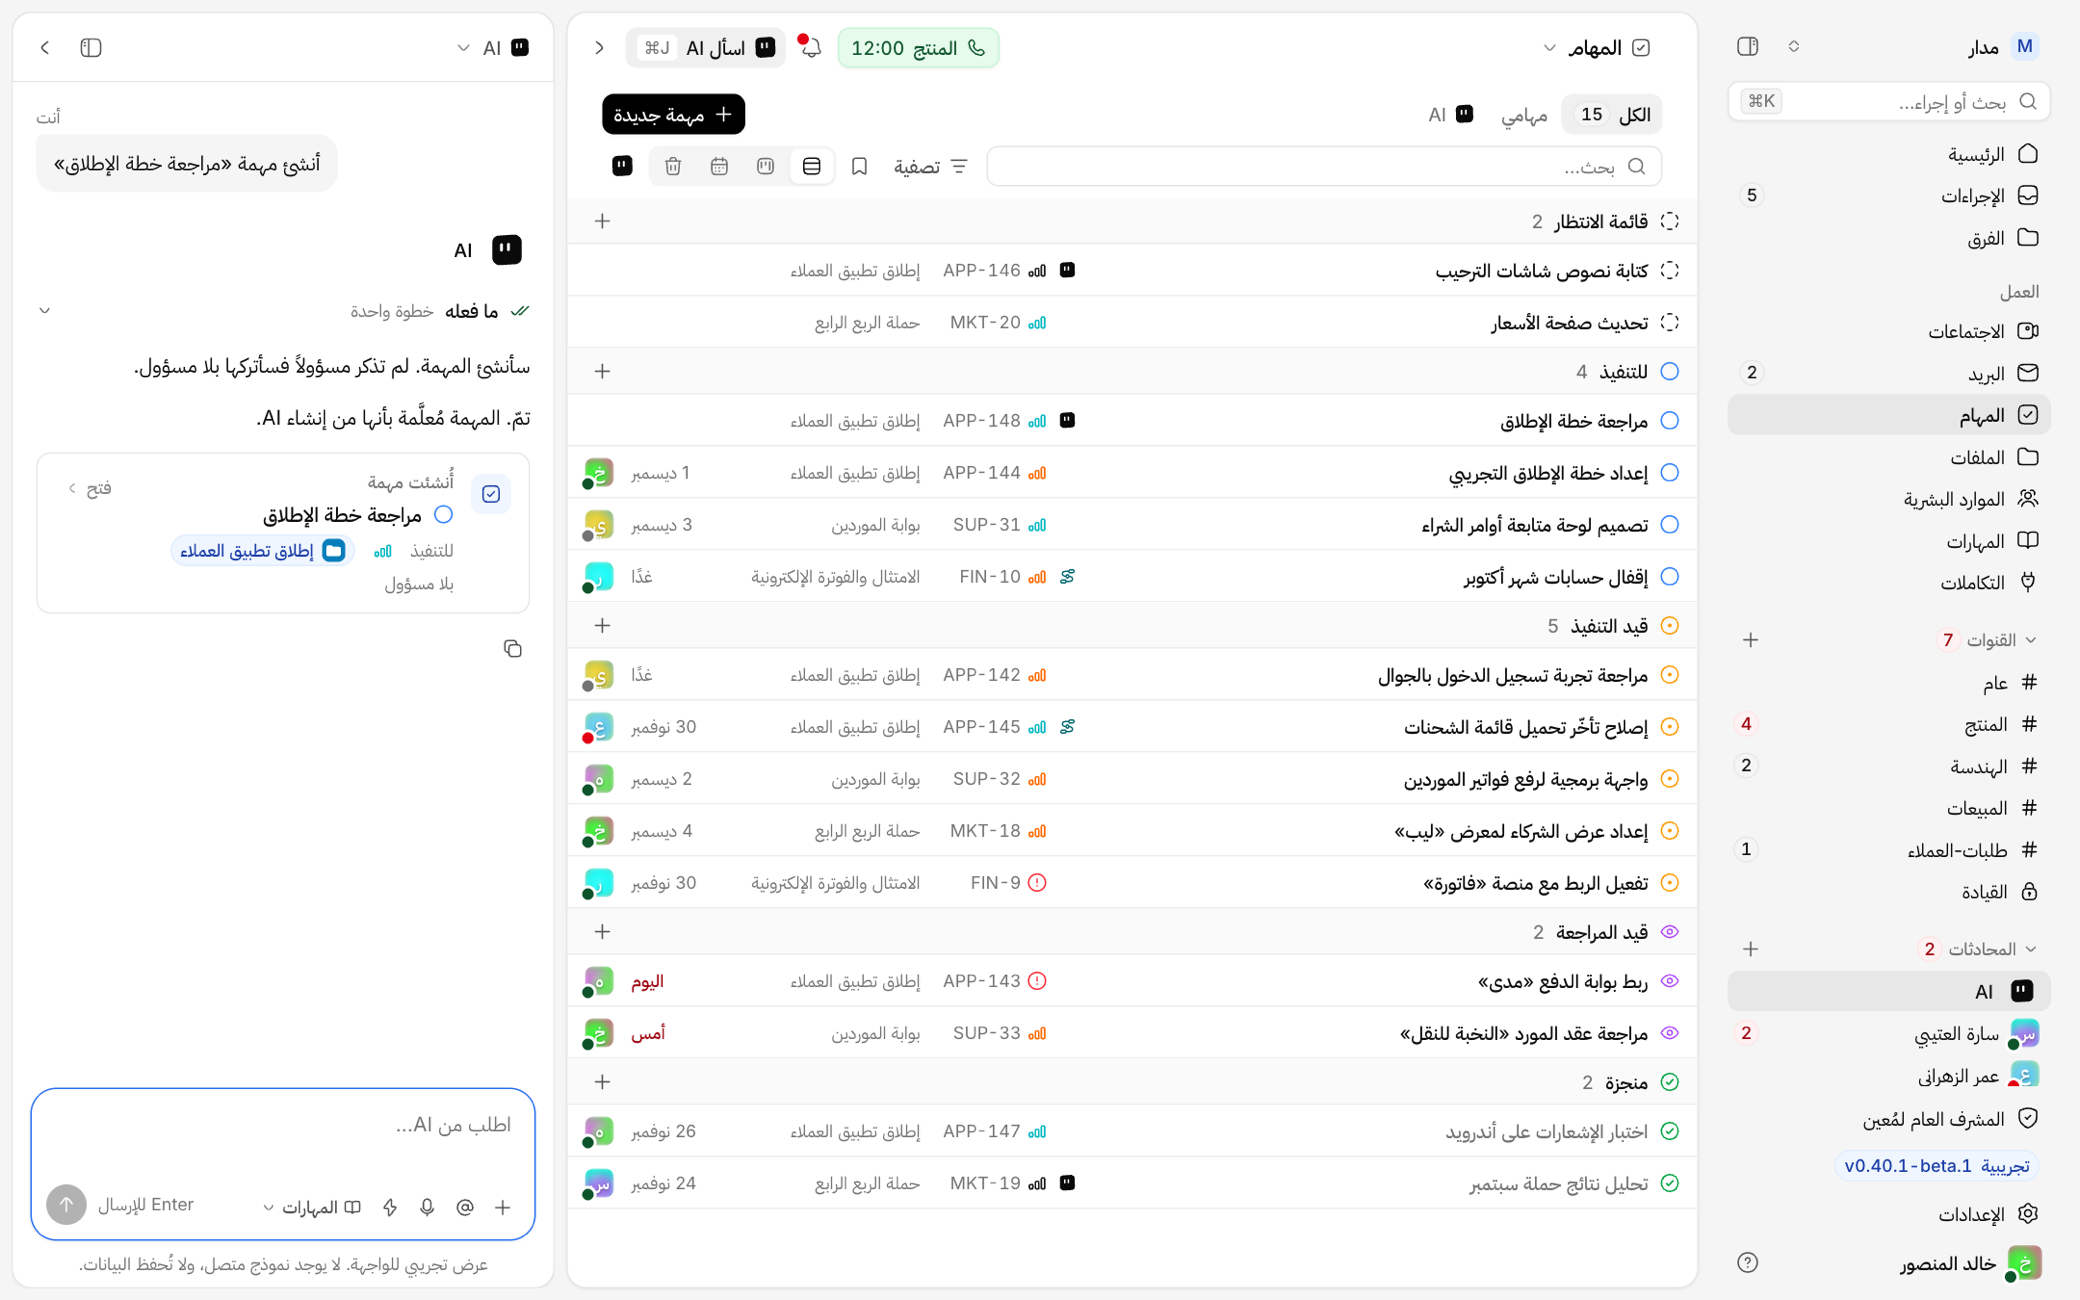 M مدار
بحث أو إجراء... ⌘K
الرئيسية
الإجراءات 5
الفرق
العمل
الاجتماعات
البريد 2
المهام
الملفات
الموارد البشرية
المهارات
التكاملات
القنوات 7
# عام
# المنتج 4
# الهندسة 2
# المبيعات
# طلبات-العملاء 1
القيادة
المحادثات 2
AI
س سارة العتيبي 2
ع عمر الزهراني
المشرف العام لمُعين
تجريبية v0.40.1-beta.1
الإعدادات
خ خالد المنصور
المهام
المنتج 12:00
اسأل AI ⌘J
الكل 15 مهامي AI
مهمة جديدة
بحث... تصفية
قائمة الانتظار 2
كتابة نصوص شاشات الترحيب APP-146 إطلاق تطبيق العملاء
تحديث صفحة الأسعار MKT-20 حملة الربع الرابع
للتنفيذ 4
مراجعة خطة الإطلاق APP-148 إطلاق تطبيق العملاء
إعداد خطة الإطلاق التجريبي APP-144 إطلاق تطبيق العملاء 1 ديسمبر خ
تصميم لوحة متابعة أوامر الشراء SUP-31 بوابة الموردين 3 ديسمبر ي
إقفال حسابات شهر أكتوبر FIN-10 الامتثال والفوترة الإلكترونية غدًا ر
قيد التنفيذ 5
مراجعة تجربة تسجيل الدخول بالجوال APP-142 إطلاق تطبيق العملاء غدًا ي
إصلاح تأخّر تحميل قائمة الشحنات APP-145 إطلاق تطبيق العملاء 30 نوفمبر ع
واجهة برمجية لرفع فواتير الموردين SUP-32 بوابة الموردين 2 ديسمبر ه
إعداد عرض الشركاء لمعرض «ليب» MKT-18 حملة الربع الرابع 4 ديسمبر خ
تفعيل الربط مع منصة «فاتورة» FIN-9 الامتثال والفوترة الإلكترونية 30 نوفمبر ر
قيد المراجعة 2
ربط بوابة الدفع «مدى» APP-143 إطلاق تطبيق العملاء اليوم ه
مراجعة عقد المورد «النخبة للنقل» SUP-33 بوابة الموردين أمس خ
منجزة 2
اختبار الإشعارات على أندرويد APP-147 إطلاق تطبيق العملاء 26 نوفمبر ه
تحليل نتائج حملة سبتمبر MKT-19 حملة الربع الرابع 24 نوفمبر س
AI
أنت
أنشئ مهمة «مراجعة خطة الإطلاق»
AI
ما فعله خطوة واحدة
سأنشئ المهمة. لم تذكر مسؤولاً فسأتركها بلا مسؤول.
تمّ. المهمة مُعلَّمة بأنها من إنشاء AI.
أُنشئت مهمة فتح
مراجعة خطة الإطلاق
للتنفيذ إطلاق تطبيق العملاء
بلا مسؤول
اطلب من AI...
المهارات Enter للإرسال
عرض تجريبي للواجهة. لا يوجد نموذج متصل، ولا تُحفظ البيانات.